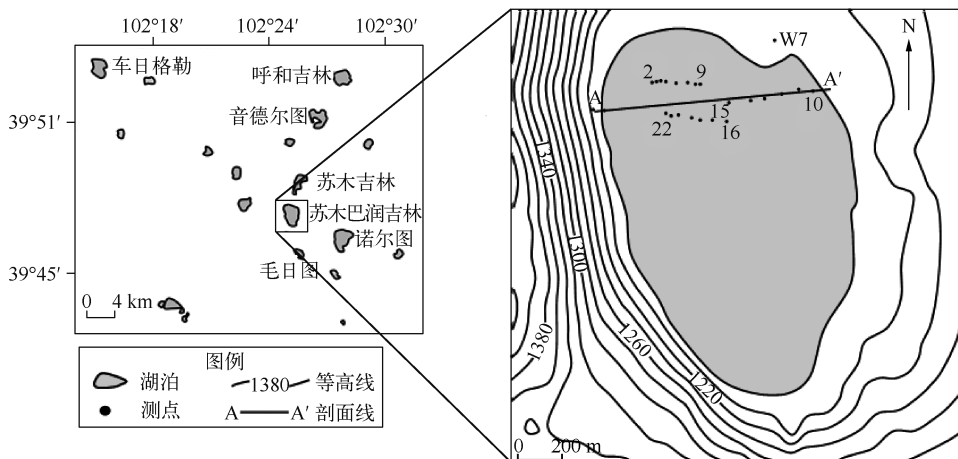 102°18′ 102°24′ 102°30′
车日格勒
呼和吉林
39°51′
音德尔图
苏木吉林
苏木巴润吉林
诺尔图
毛日图
39°45′
0 4 km
图例
湖泊
1380 等高线
测点
A A′ 剖面线
W7
N
2 9
A A′
15 10
22 16
1340
1300
1380
1260
1220
0 200 m